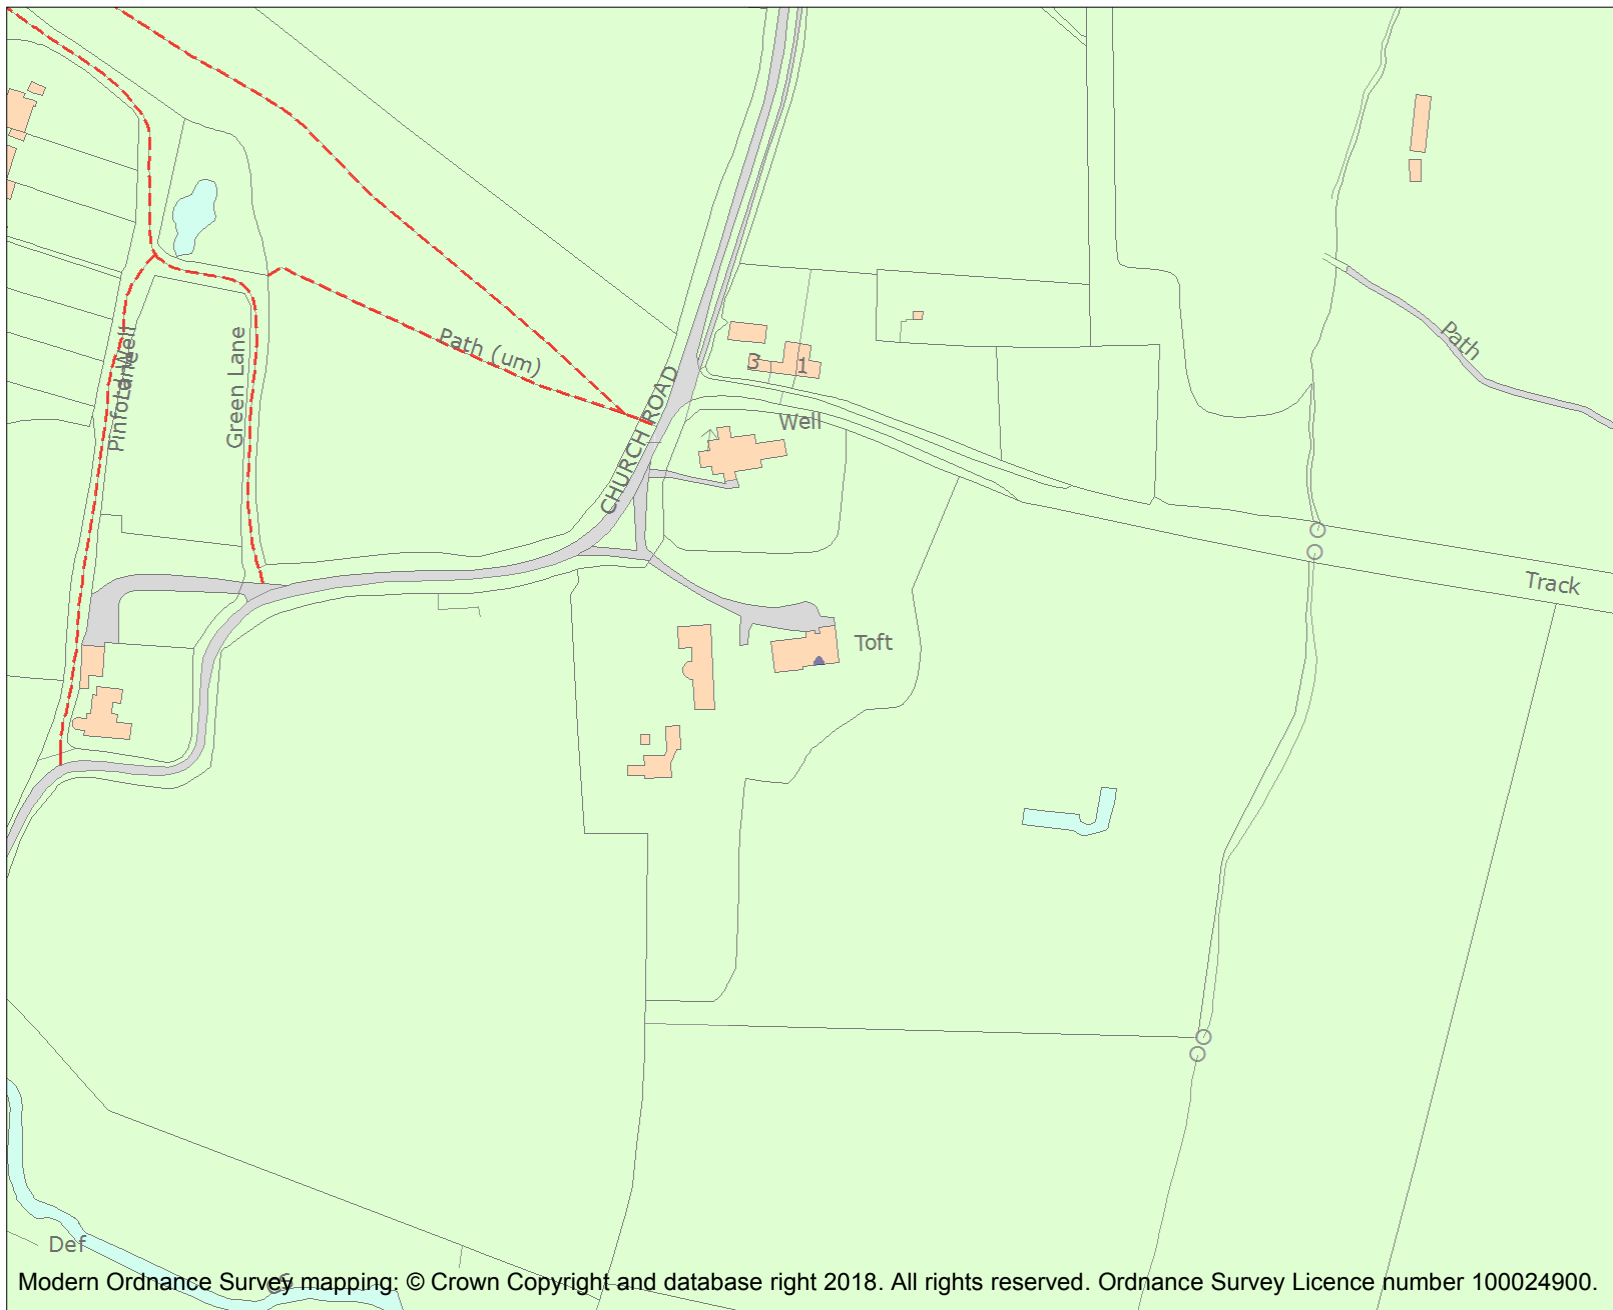 Path (um)
Path
3
1
Green Lane
Pinfold Well
Lane
CHURCH ROAD
Well
Track
Toft
Def
Modern Ordnance Survey mapping: © Crown Copyright and database right 2018. All rights reserved. Ordnance Survey Licence number 100024900.